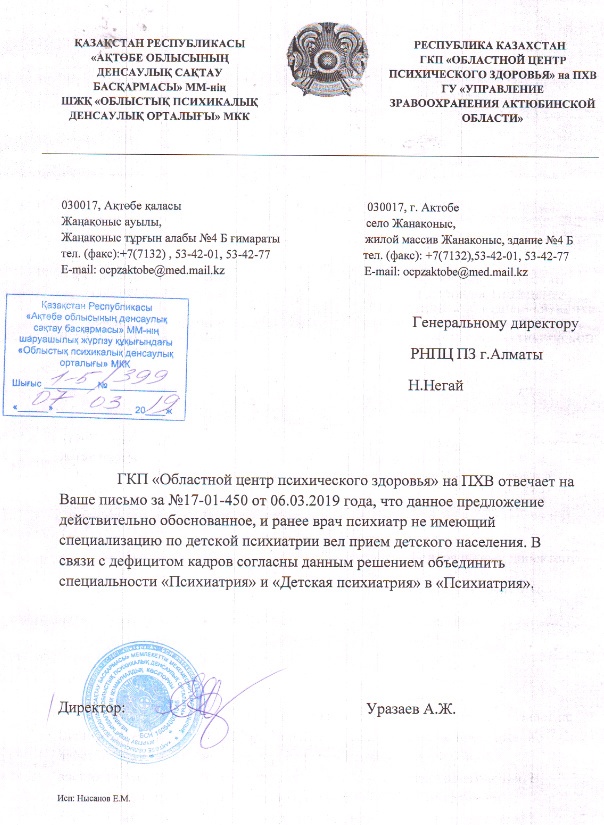 ҚАЗАҚСТАН РЕСПУБЛИКАСЫ
«АҚТӨБЕ ОБЛЫСЫНЫҢ
ДЕНСАУЛЫҚ САҚТАУ
БАСҚАРМАСЫ» ММ-нің
ШЖҚ «ОБЛЫСТЫҚ ПСИХИКАЛЫҚ
ДЕНСАУЛЫҚ ОРТАЛЫҒЫ» МКК
РЕСПУБЛИКА КАЗАХСТАН
ГКП «ОБЛАСТНОЙ ЦЕНТР
ПСИХИЧЕСКОГО ЗДОРОВЬЯ» на ПХВ
ГУ «УПРАВЛЕНИЕ
ЗРАВООХРАНЕНИЯ АКТЮБИНСКОЙ
ОБЛАСТИ»
030017, Ақтөбе қаласы
Жаңақоныс ауылы,
Жаңақоныс тұрғын алабы №4 Б ғимараты
тел. (факс):+7(7132) , 53-42-01, 53-42-77
E-mail: ocpzaktobe@med.mail.kz
030017, г. Актобе
село Жанаконыс,
жилой массив Жанаконыс, здание №4 Б
тел. (факс): +7(7132),53-42-01, 53-42-77
E-mail: ocpzaktobe@med.mail.kz
Қазақстан Республикасы
«Ақтөбе облысының денсаулық
сақтау басқармасы» ММ-нің
шаруашылық жүргізу құқығындағы
«Облыстық психикалық денсаулық
орталығы» МКК
Шығыс 1-5 № 1399
«07» 03 2019ж
Генеральному директору
РНПЦ ПЗ г.Алматы
Н.Негай
ГКП «Областной центр психического здоровья» на ПХВ отвечает на
Ваше письмо за №17-01-450 от 06.03.2019 года, что данное предложение
действительно обоснованное, и ранее врач психиатр не имеющий
специализацию по детской психиатрии вел прием детского населения. В
связи с дефицитом кадров согласны данным решением объединить
специальности «Психиатрия» и «Детская психиатрия» в «Психиатрия».
Директор:
Уразаев А.Ж.
Исп: Нысанов Е.М.